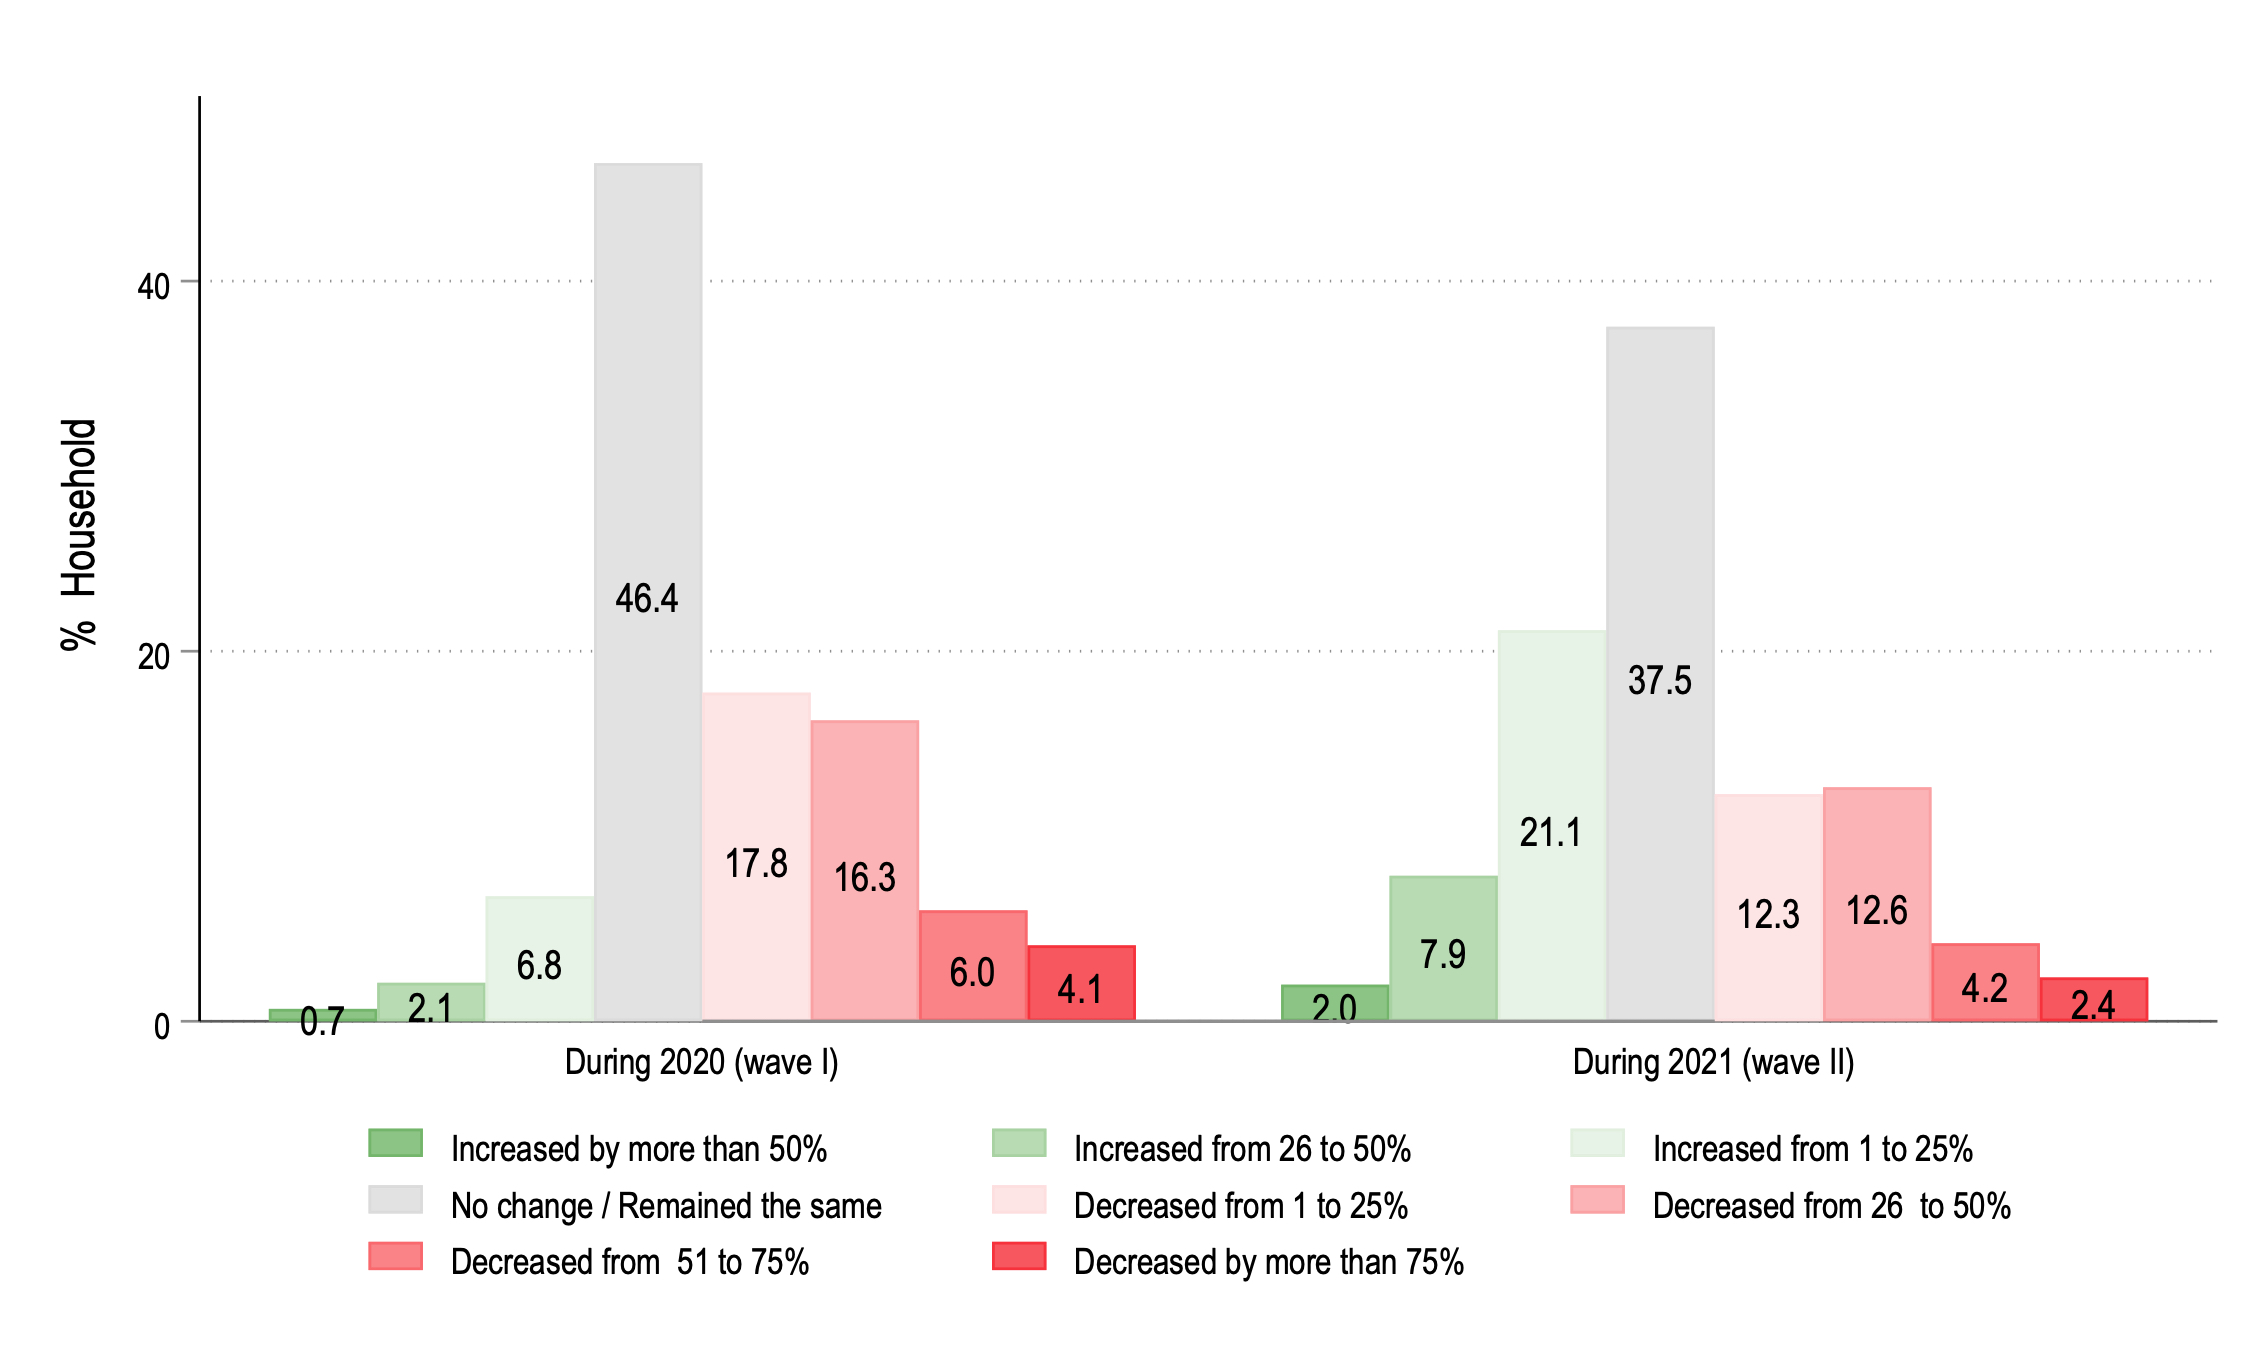 % Household
40
20
0
0.7
2.1
6.8
46.4
17.8
16.3
6.0
4.1
2.0
7.9
21.1
37.5
12.3
12.6
4.2
2.4
During 2020 (wave I)
During 2021 (wave II)
Increased by more than 50%
Increased from 26 to 50%
Increased from 1 to 25%
No change / Remained the same
Decreased from 1 to 25%
Decreased from 26  to 50%
Decreased from  51 to 75%
Decreased by more than 75%